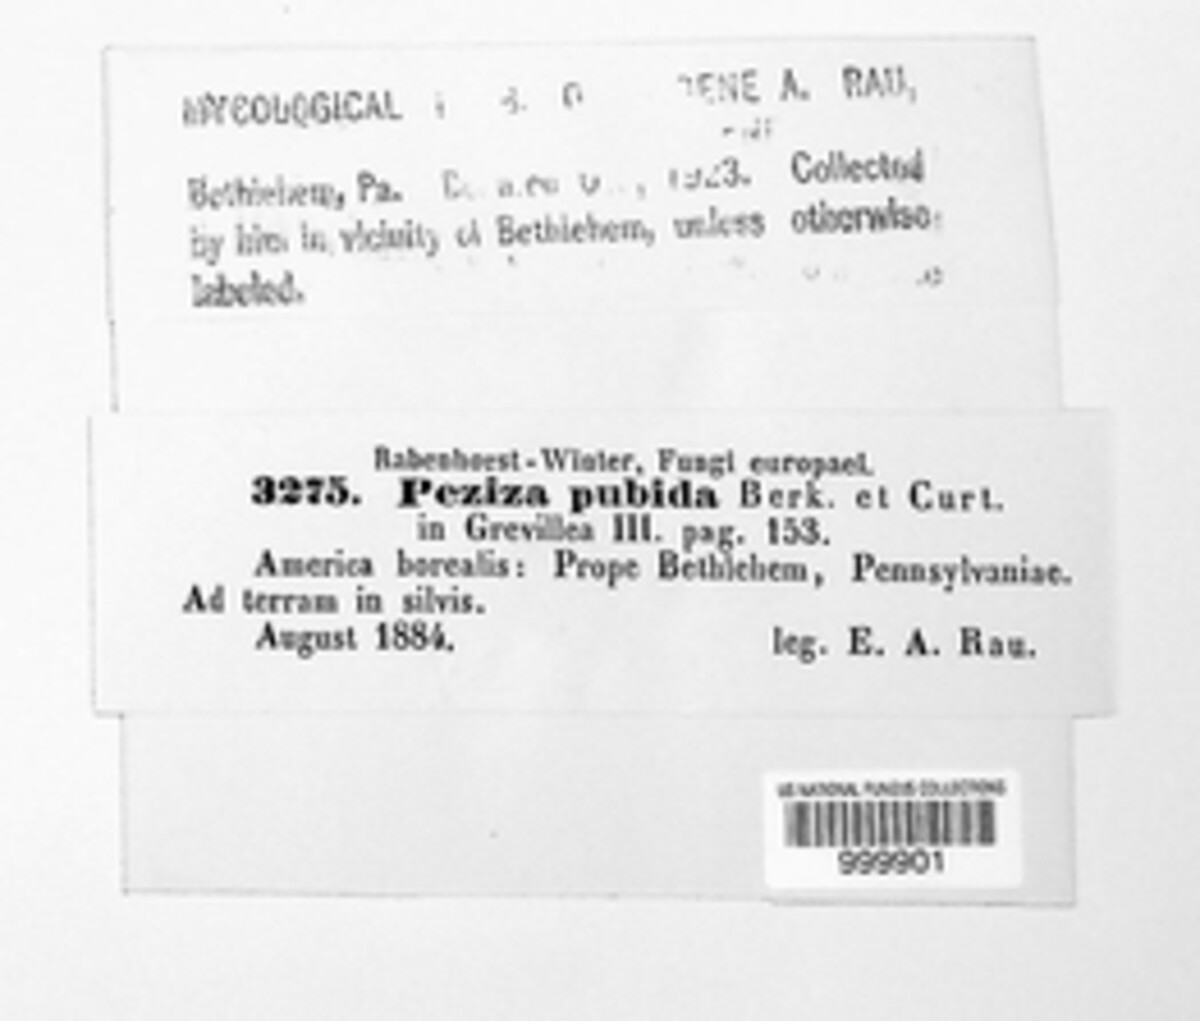 MYCOLOGICAL A. RAU,
Bethlehem, Pa. 1923. Collected
by him in vicinity of Bethlehem, unless otherwise
labeled.
Rabenhorst-Winter, Fungi europaei.
3275. Peziza pubida Berk. et Curt.
in Grevillea III. pag. 153.
America borealis: Prope Bethlehem, Pennsylvaniae.
Ad terram in silvis.
August 1884. leg. E. A. Rau.
US NATIONAL FUNGUS COLLECTIONS
999901